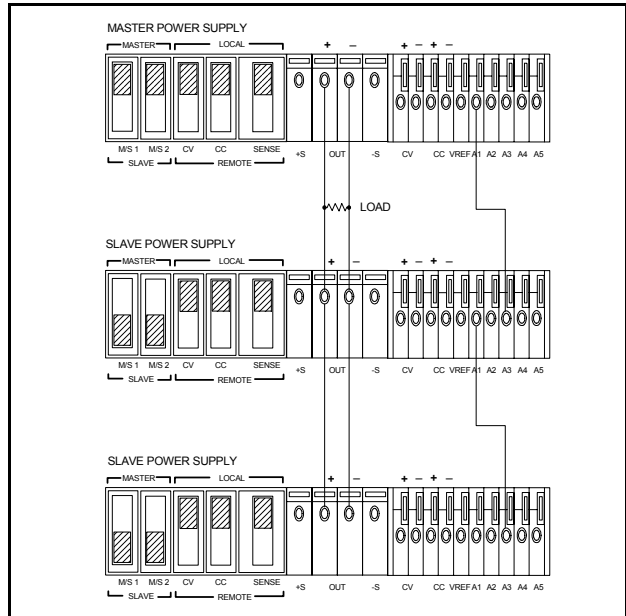 MASTER POWER SUPPLY
MASTER LOCAL + – + – + –
M/S 1 M/S 2 CV CC SENSE +S OUT -S CV CC VREF A1 A2 A3 A4 A5
SLAVE REMOTE
LOAD
SLAVE POWER SUPPLY
MASTER LOCAL + – + – + –
M/S 1 M/S 2 CV CC SENSE +S OUT -S CV CC VREF A1 A2 A3 A4 A5
SLAVE REMOTE
SLAVE POWER SUPPLY
MASTER LOCAL + – + – + –
M/S 1 M/S 2 CV CC SENSE +S OUT -S CV CC VREF A1 A2 A3 A4 A5
SLAVE REMOTE